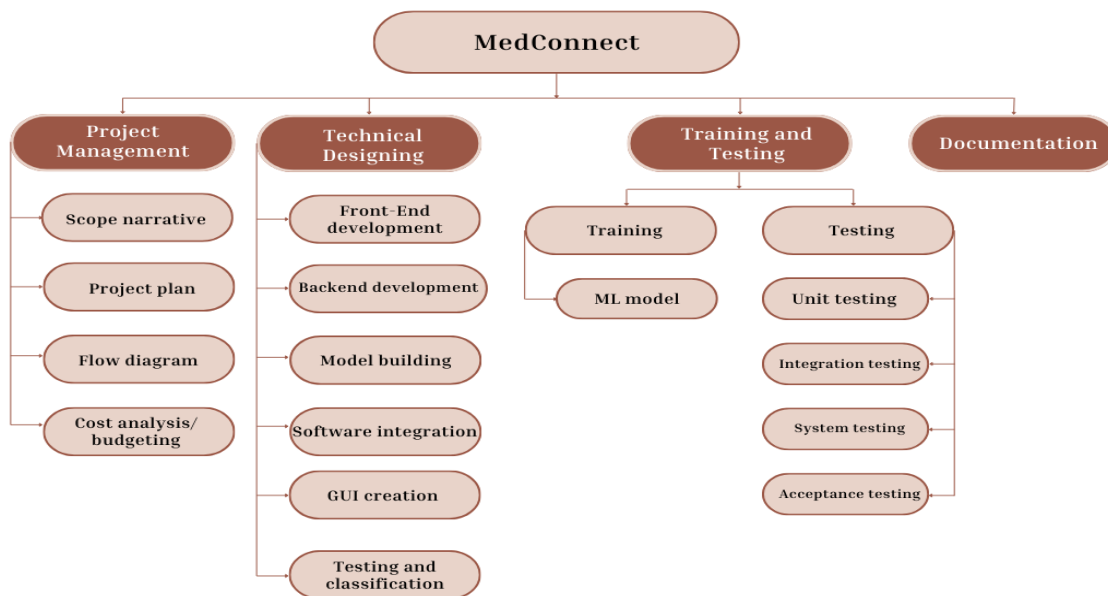 MedConnect
Project
Management
Technical
Designing
Training and
Testing
Documentation
Scope narrative
Project plan
Flow diagram
Cost analysis/
budgeting
Front-End
development
Backend development
Model building
Software integration
GUI creation
Testing and
classification
Training
ML model
Testing
Unit testing
Integration testing
System testing
Acceptance testing